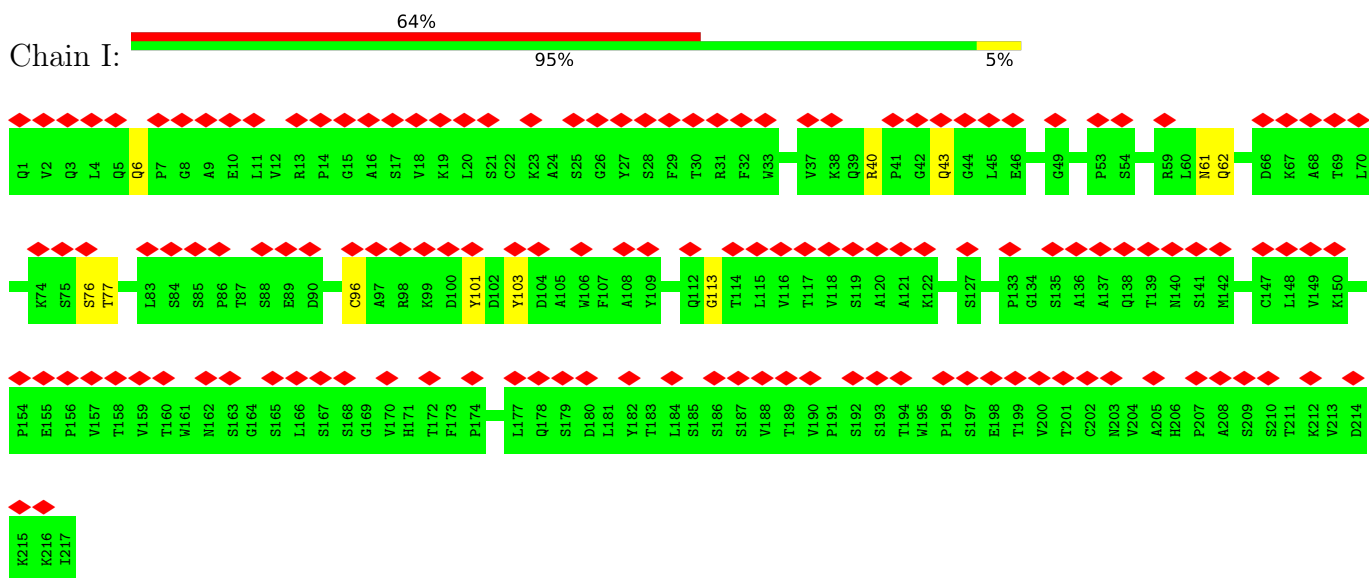 64%
Chain I:
95% 5%
Q1 V2 Q3 L4 Q5 Q6 P7 G8 A9 E10 L11 V12 R13 P14 G15 A16 S17 V18 K19 L20 S21 C22 K23 A24 S25 G26 Y27 S28 F29 T30 R31 F32 W33 V37 K38 Q39 R40 P41 G42 Q43 G44 L45 E46 G49 P53 S54 R59 L60 N61 Q62 D66 K67 A68 T69 L70
K74 S75 S76 T77 L83 S84 S85 P86 T87 S88 E89 D90 C96 A97 R98 K99 D100 Y101 D102 Y103 D104 A105 W106 F107 A108 Y109 Q112 G113 T114 L115 V116 T117 V118 S119 A120 A121 K122 S127 P133 G134 S135 A136 A137 Q138 T139 N140 S141 M142 C147 L148 V149 K150
P154 E155 P156 V157 T158 V159 T160 W161 N162 S163 G164 S165 L166 S167 S168 G169 V170 H171 T172 F173 P174 L177 Q178 S179 D180 L181 Y182 T183 L184 S185 S186 S187 V188 T189 V190 P191 S192 S193 T194 W195 P196 S197 E198 T199 V200 T201 C202 N203 V204 A205 H206 P207 A208 S209 S210 T211 K212 V213 D214
K215 K216 I217